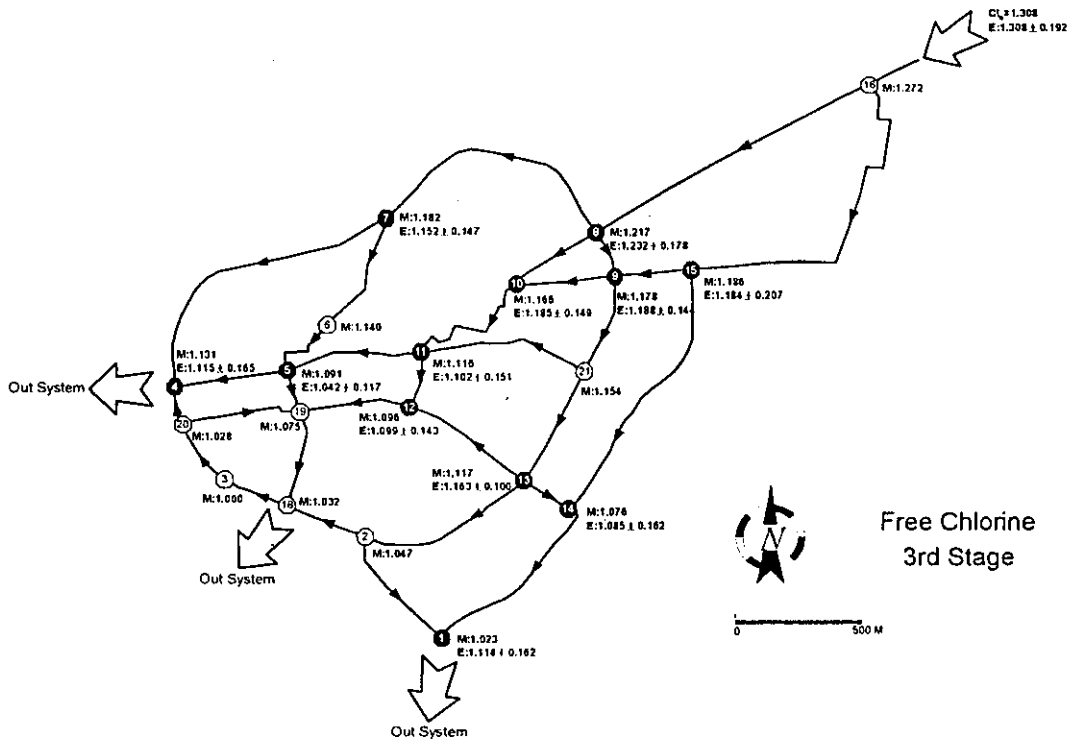 Cl₀=1.308
E:1.308 ± 0.192
16
M:1.272
7
M:1.182
E:1.152 ± 0.147
M:1.217
E:1.232 ± 0.178
10
9
15
M:1.186
E:1.184 ± 0.207
M:1.178
E:1.188 ± 0.14
E:1.185 ± 0.149
6
M:1.140
11
M:1.116
E:1.102 ± 0.151
M:1.131
E:1.115 ± 0.165
5
M:1.091
E:1.042 ± 0.117
21
M:1.154
Out System
4
12
M:1.096
E:1.099 ± 0.143
19
M:1.075
20
M:1.028
3
13
M:1.117
E:1.163 ± 0.100
18
M:1.032
14
M:1.076
E:1.085 ± 0.162
2
M:1.047
N
Free Chlorine
3rd Stage
Out System
0
500 M
1
M:1.023
E:1.114 ± 0.162
Out System